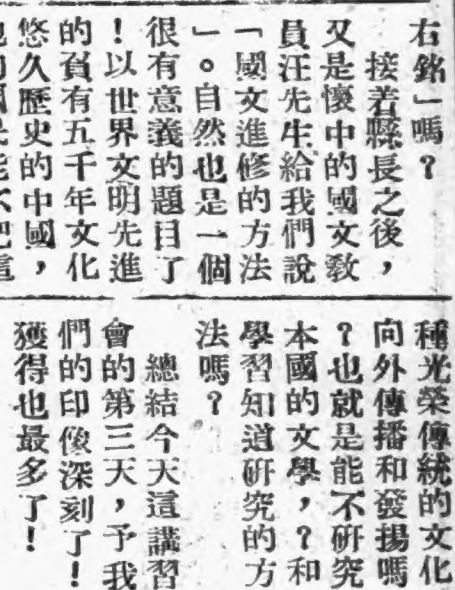 右銘」嗎？
接着縣長之後，
又是懷中的國文教
員汪先生給我們說
「國文進修的方法
」。自然也是一個
很有意義的題目了
！以世界文明先進
的負有五千年文化
悠久歷史的中國，
種光榮傳統的文化
向外傳播和發揚嗎
？也就是能不研究
本國的文學，？和
學習知道研究的方
法嗎？
總結今天這講習
會的第三天，予我
們的印像深刻了！
獲得也最多了！